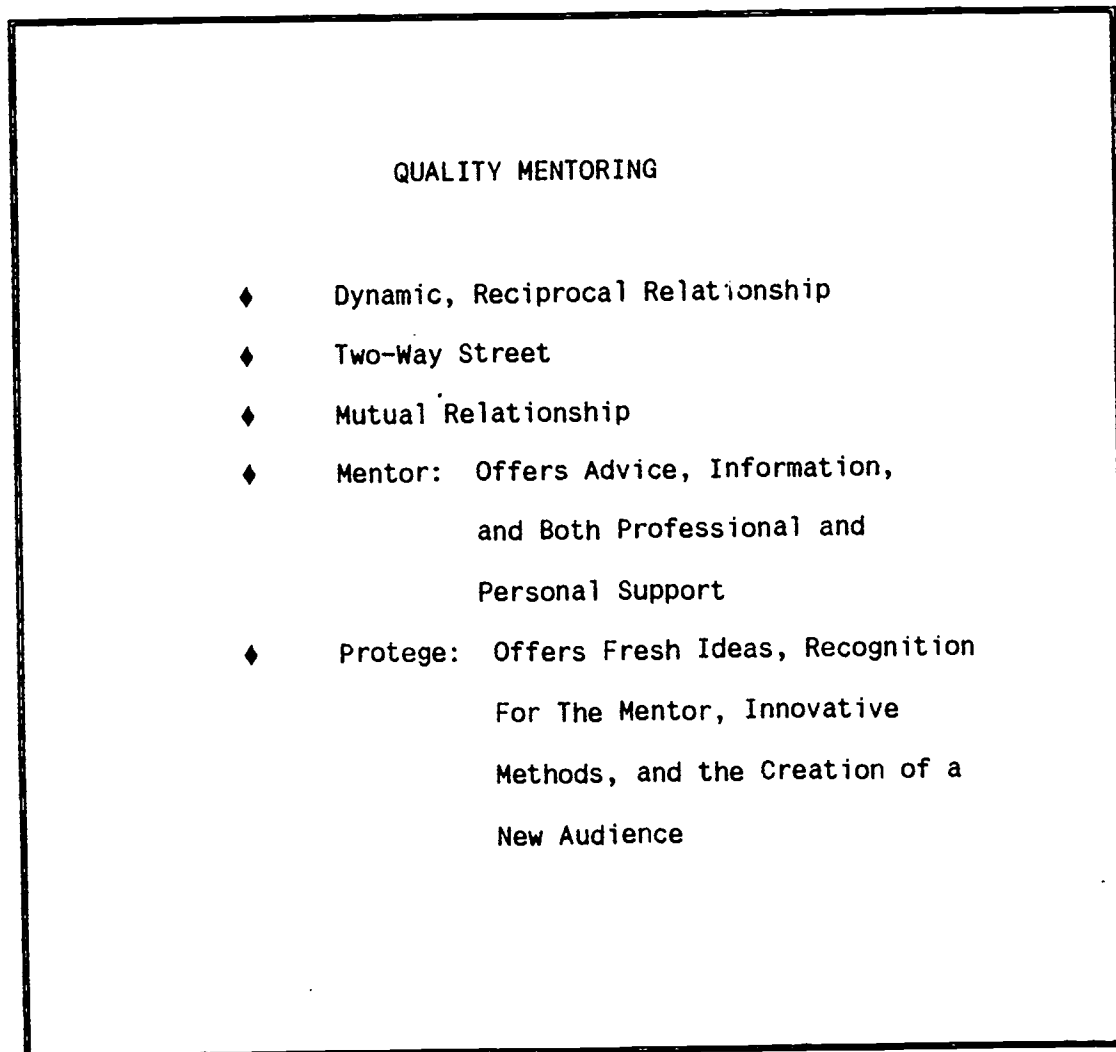 QUALITY MENTORING
♦ Dynamic, Reciprocal Relationship
♦ Two-Way Street
♦ Mutual Relationship
♦ Mentor: Offers Advice, Information,
and Both Professional and
Personal Support
♦ Protege: Offers Fresh Ideas, Recognition
For The Mentor, Innovative
Methods, and the Creation of a
New Audience